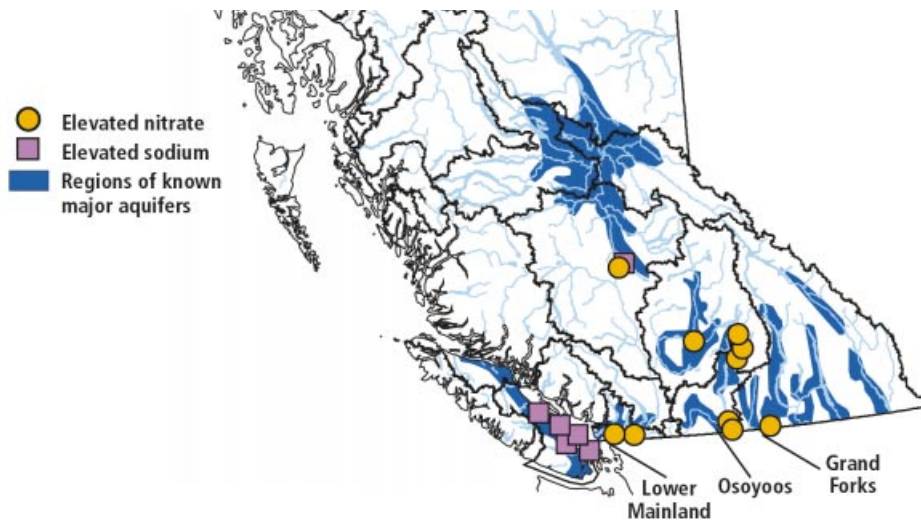 Elevated nitrate
Elevated sodium
Regions of known
major aquifers
Lower
Mainland
Osoyoos
Grand
Forks